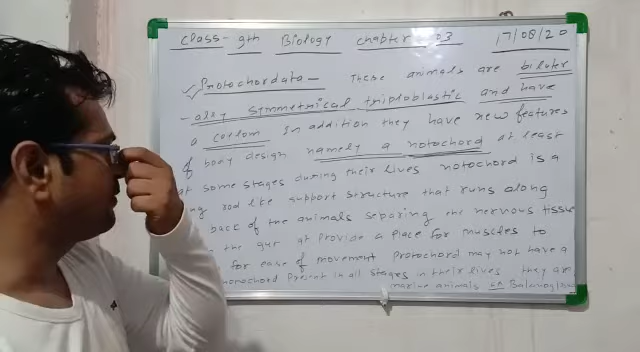 Class- 9th Biology chapter 03 17/08/20
Protochordata - These animals are bilater
- ally symmetrical triploblastic and have
a coelom In addition they have new features
of body design namely a notochord at least
at some stages during their lives notochord is a
rod like support structure that runs along
back of the animals separing the nervous tissue
the gut at provide a place for muscles to
for ease of movement Protochord may not have a
present in all stages in their lives they are
marine animals Balanogloss